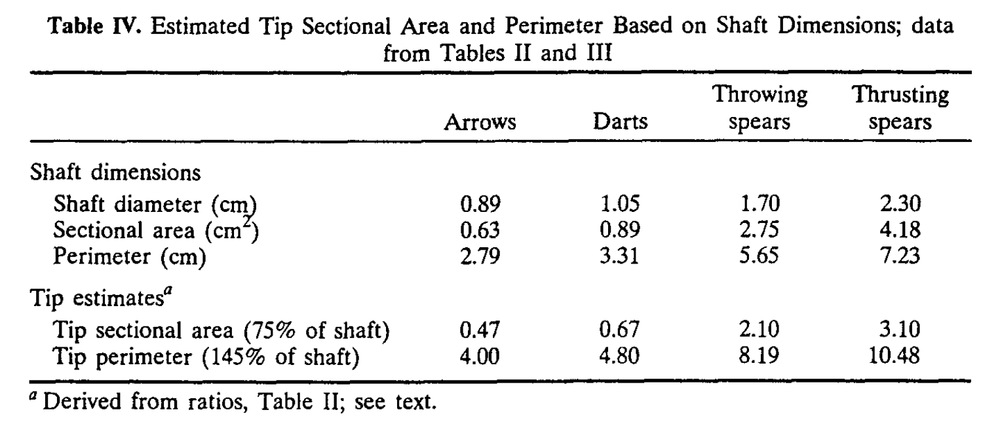 Table IV. Estimated Tip Sectional Area and Perimeter Based on Shaft Dimensions; data
from Tables II and III
Throwing Thrusting
Arrows Darts spears spears
Shaft dimensions
Shaft diameter (cm) 0.89 1.05 1.70 2.30
Sectional area (cm²) 0.63 0.89 2.75 4.18
Perimeter (cm) 2.79 3.31 5.65 7.23
Tip estimatesᵃ
Tip sectional area (75% of shaft) 0.47 0.67 2.10 3.10
Tip perimeter (145% of shaft) 4.00 4.80 8.19 10.48
ᵃ Derived from ratios, Table II; see text.